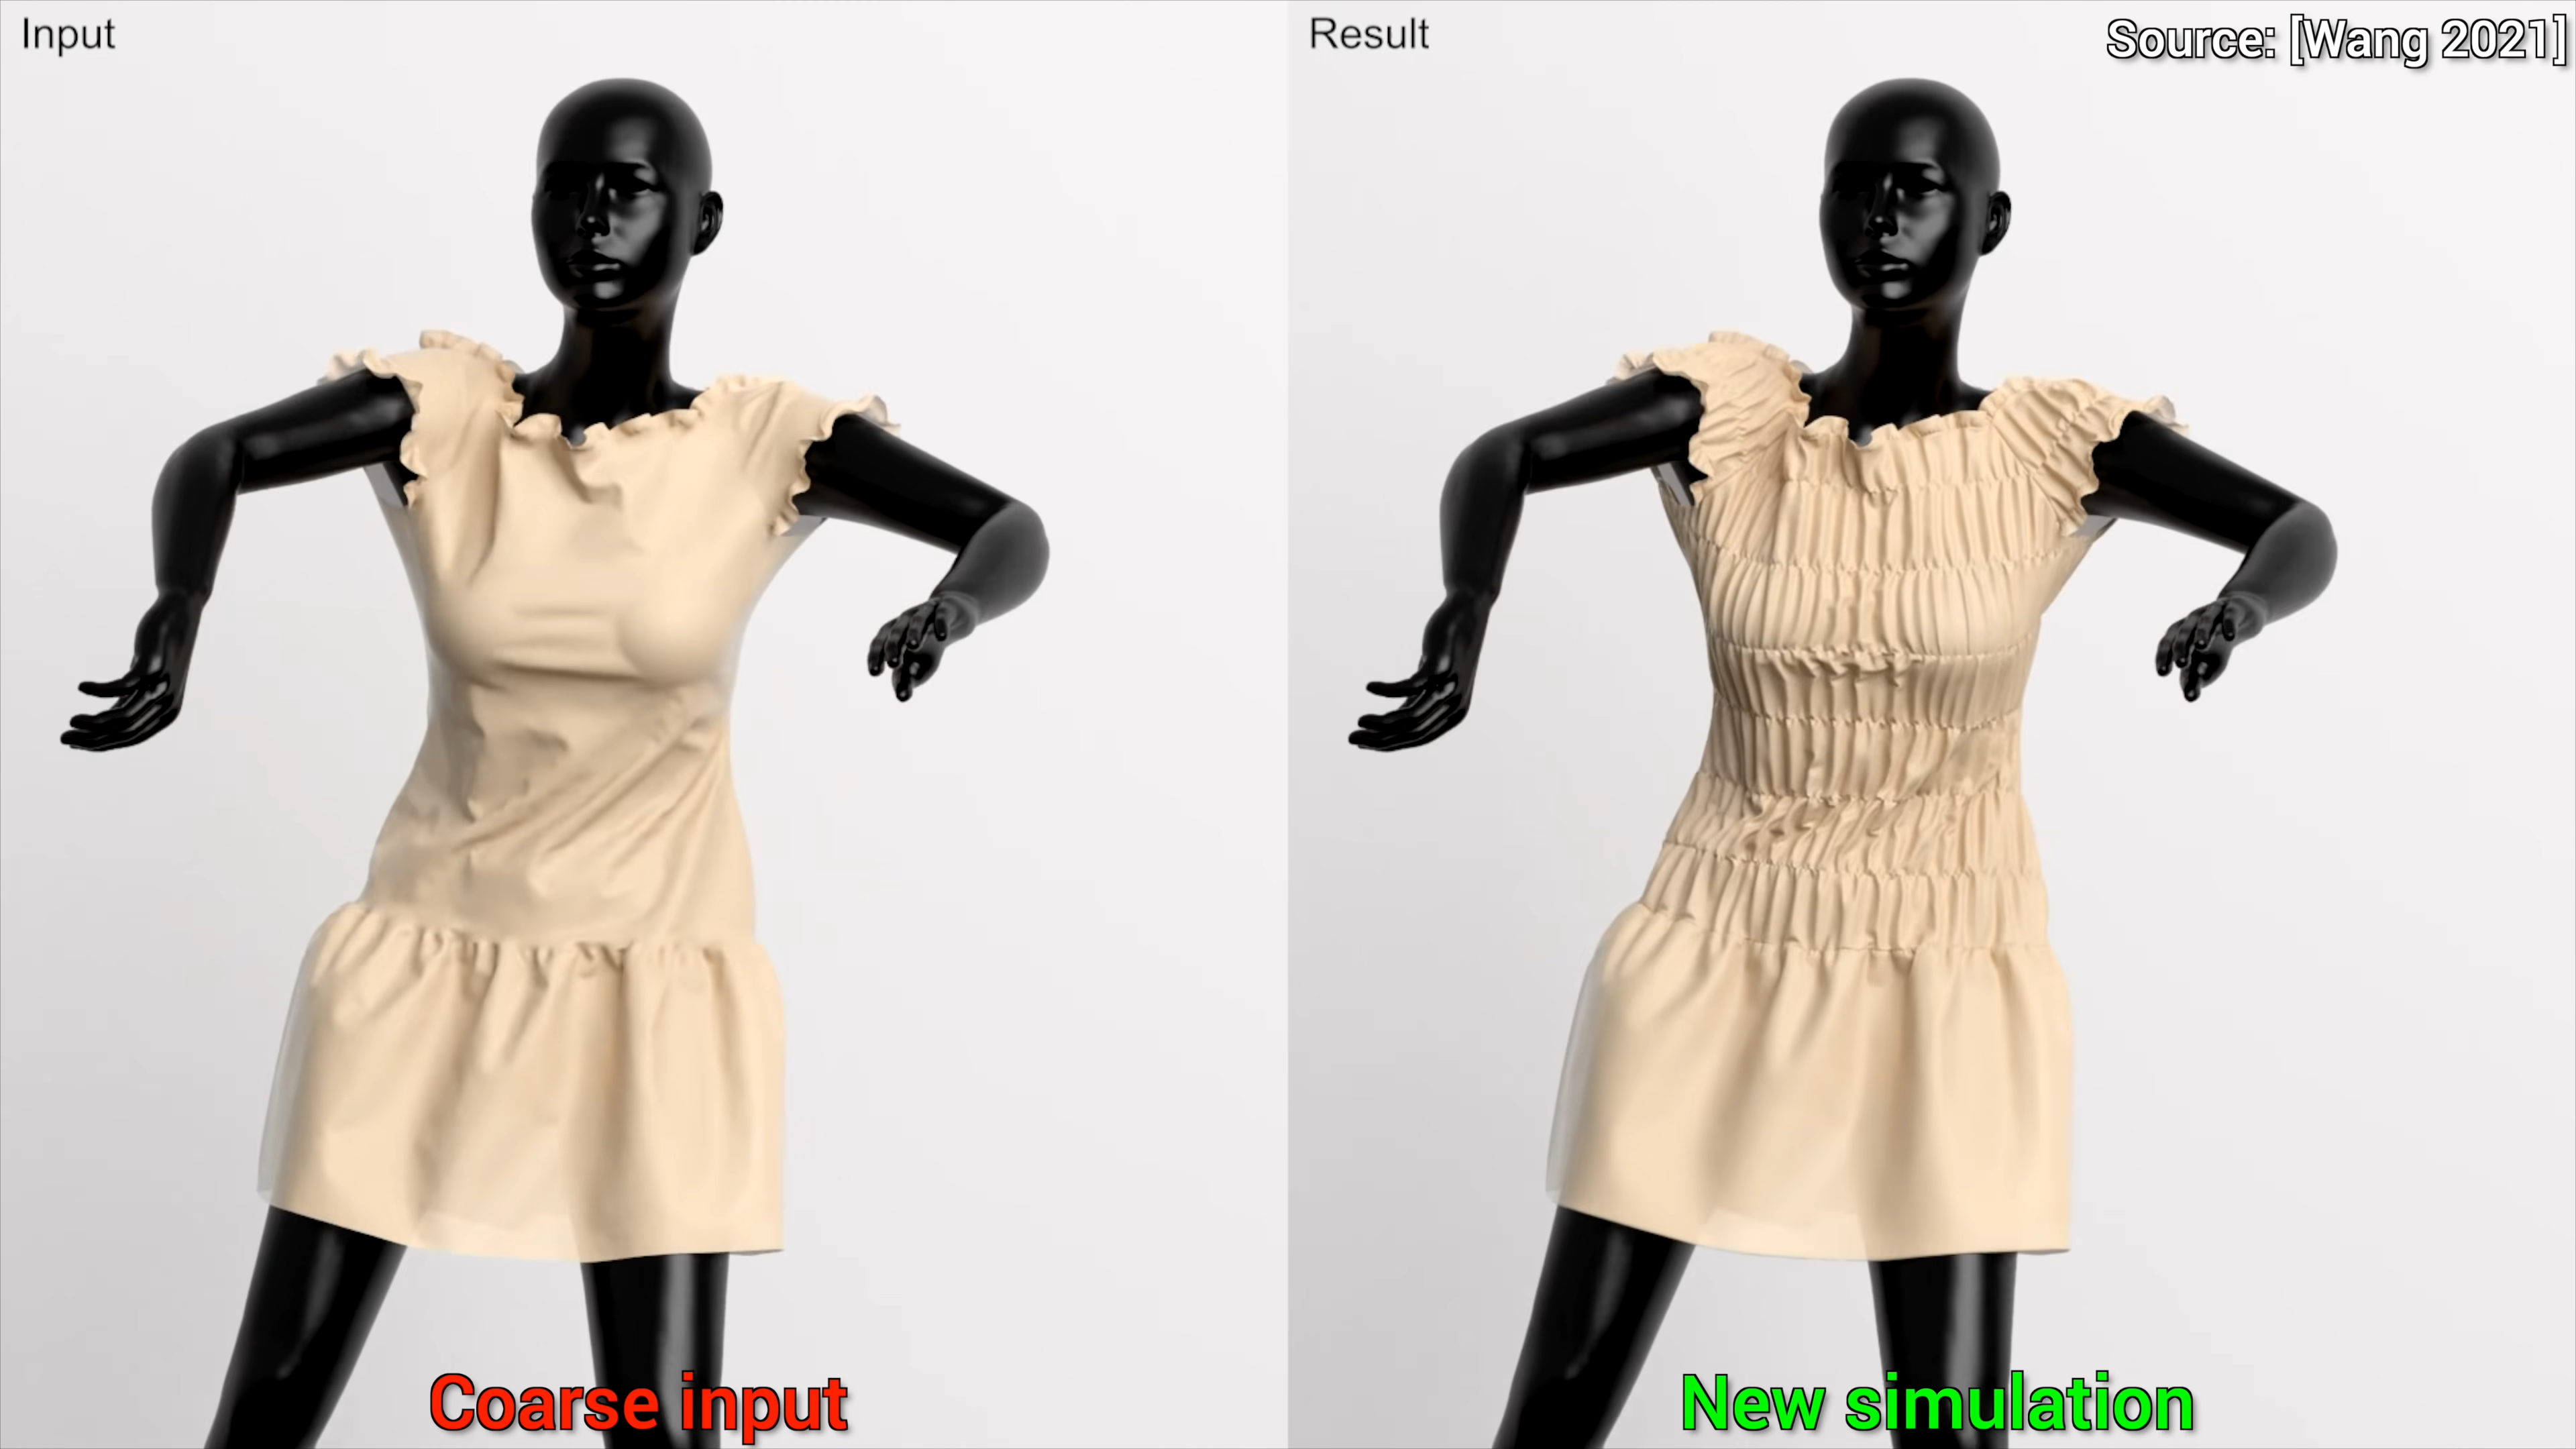 Input
Result
Source: [Wang 2021]
Coarse input
New simulation